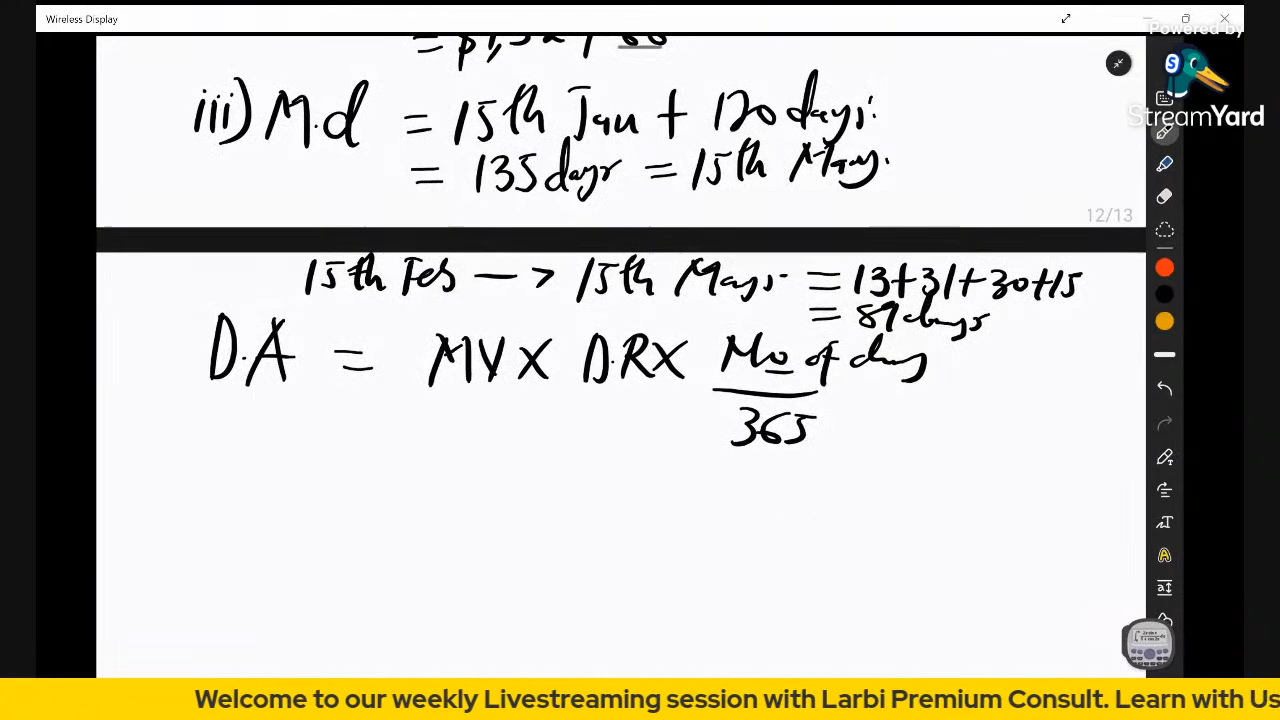 Wireless Display
Powered by
StreamYard
iii) M.d = 15th Jan + 120 days.
= 135 days = 15th May.
12/13
15th Feb —> 15th May = 13+31+30+15
= 89 days
D.A = MV X D.R X No of days
365
Welcome to our weekly Livestreaming session with Larbi Premium Consult. Learn with Us